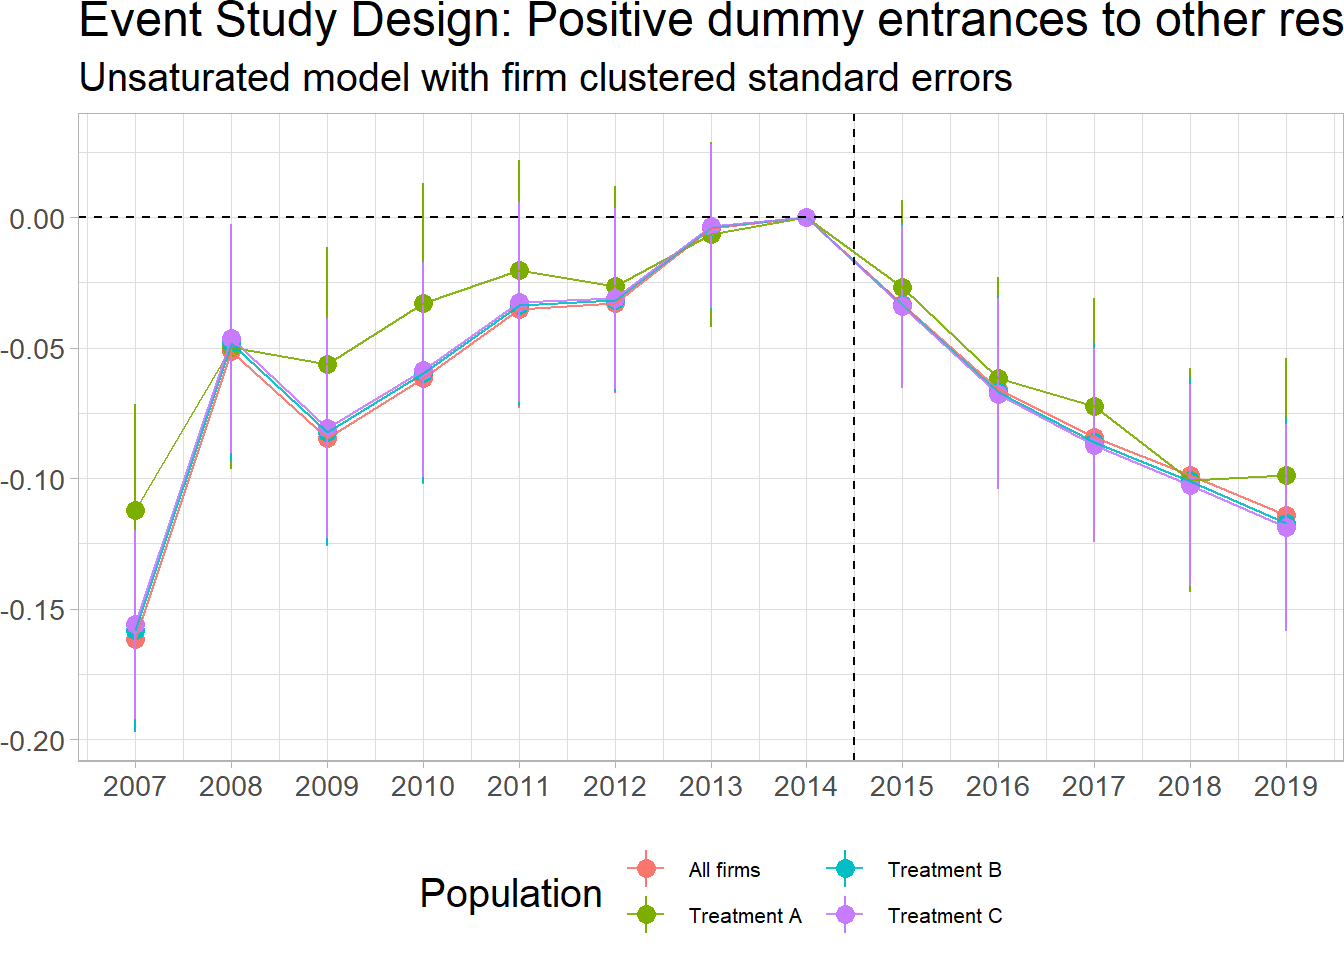 Event Study Design: Positive dummy entrances to other res
Unsaturated model with firm clustered standard errors
0.00
-0.05
-0.10
-0.15
-0.20
2007 2008 2009 2010 2011 2012 2013 2014 2015 2016 2017 2018 2019
Population
All firms
Treatment B
Treatment A
Treatment C